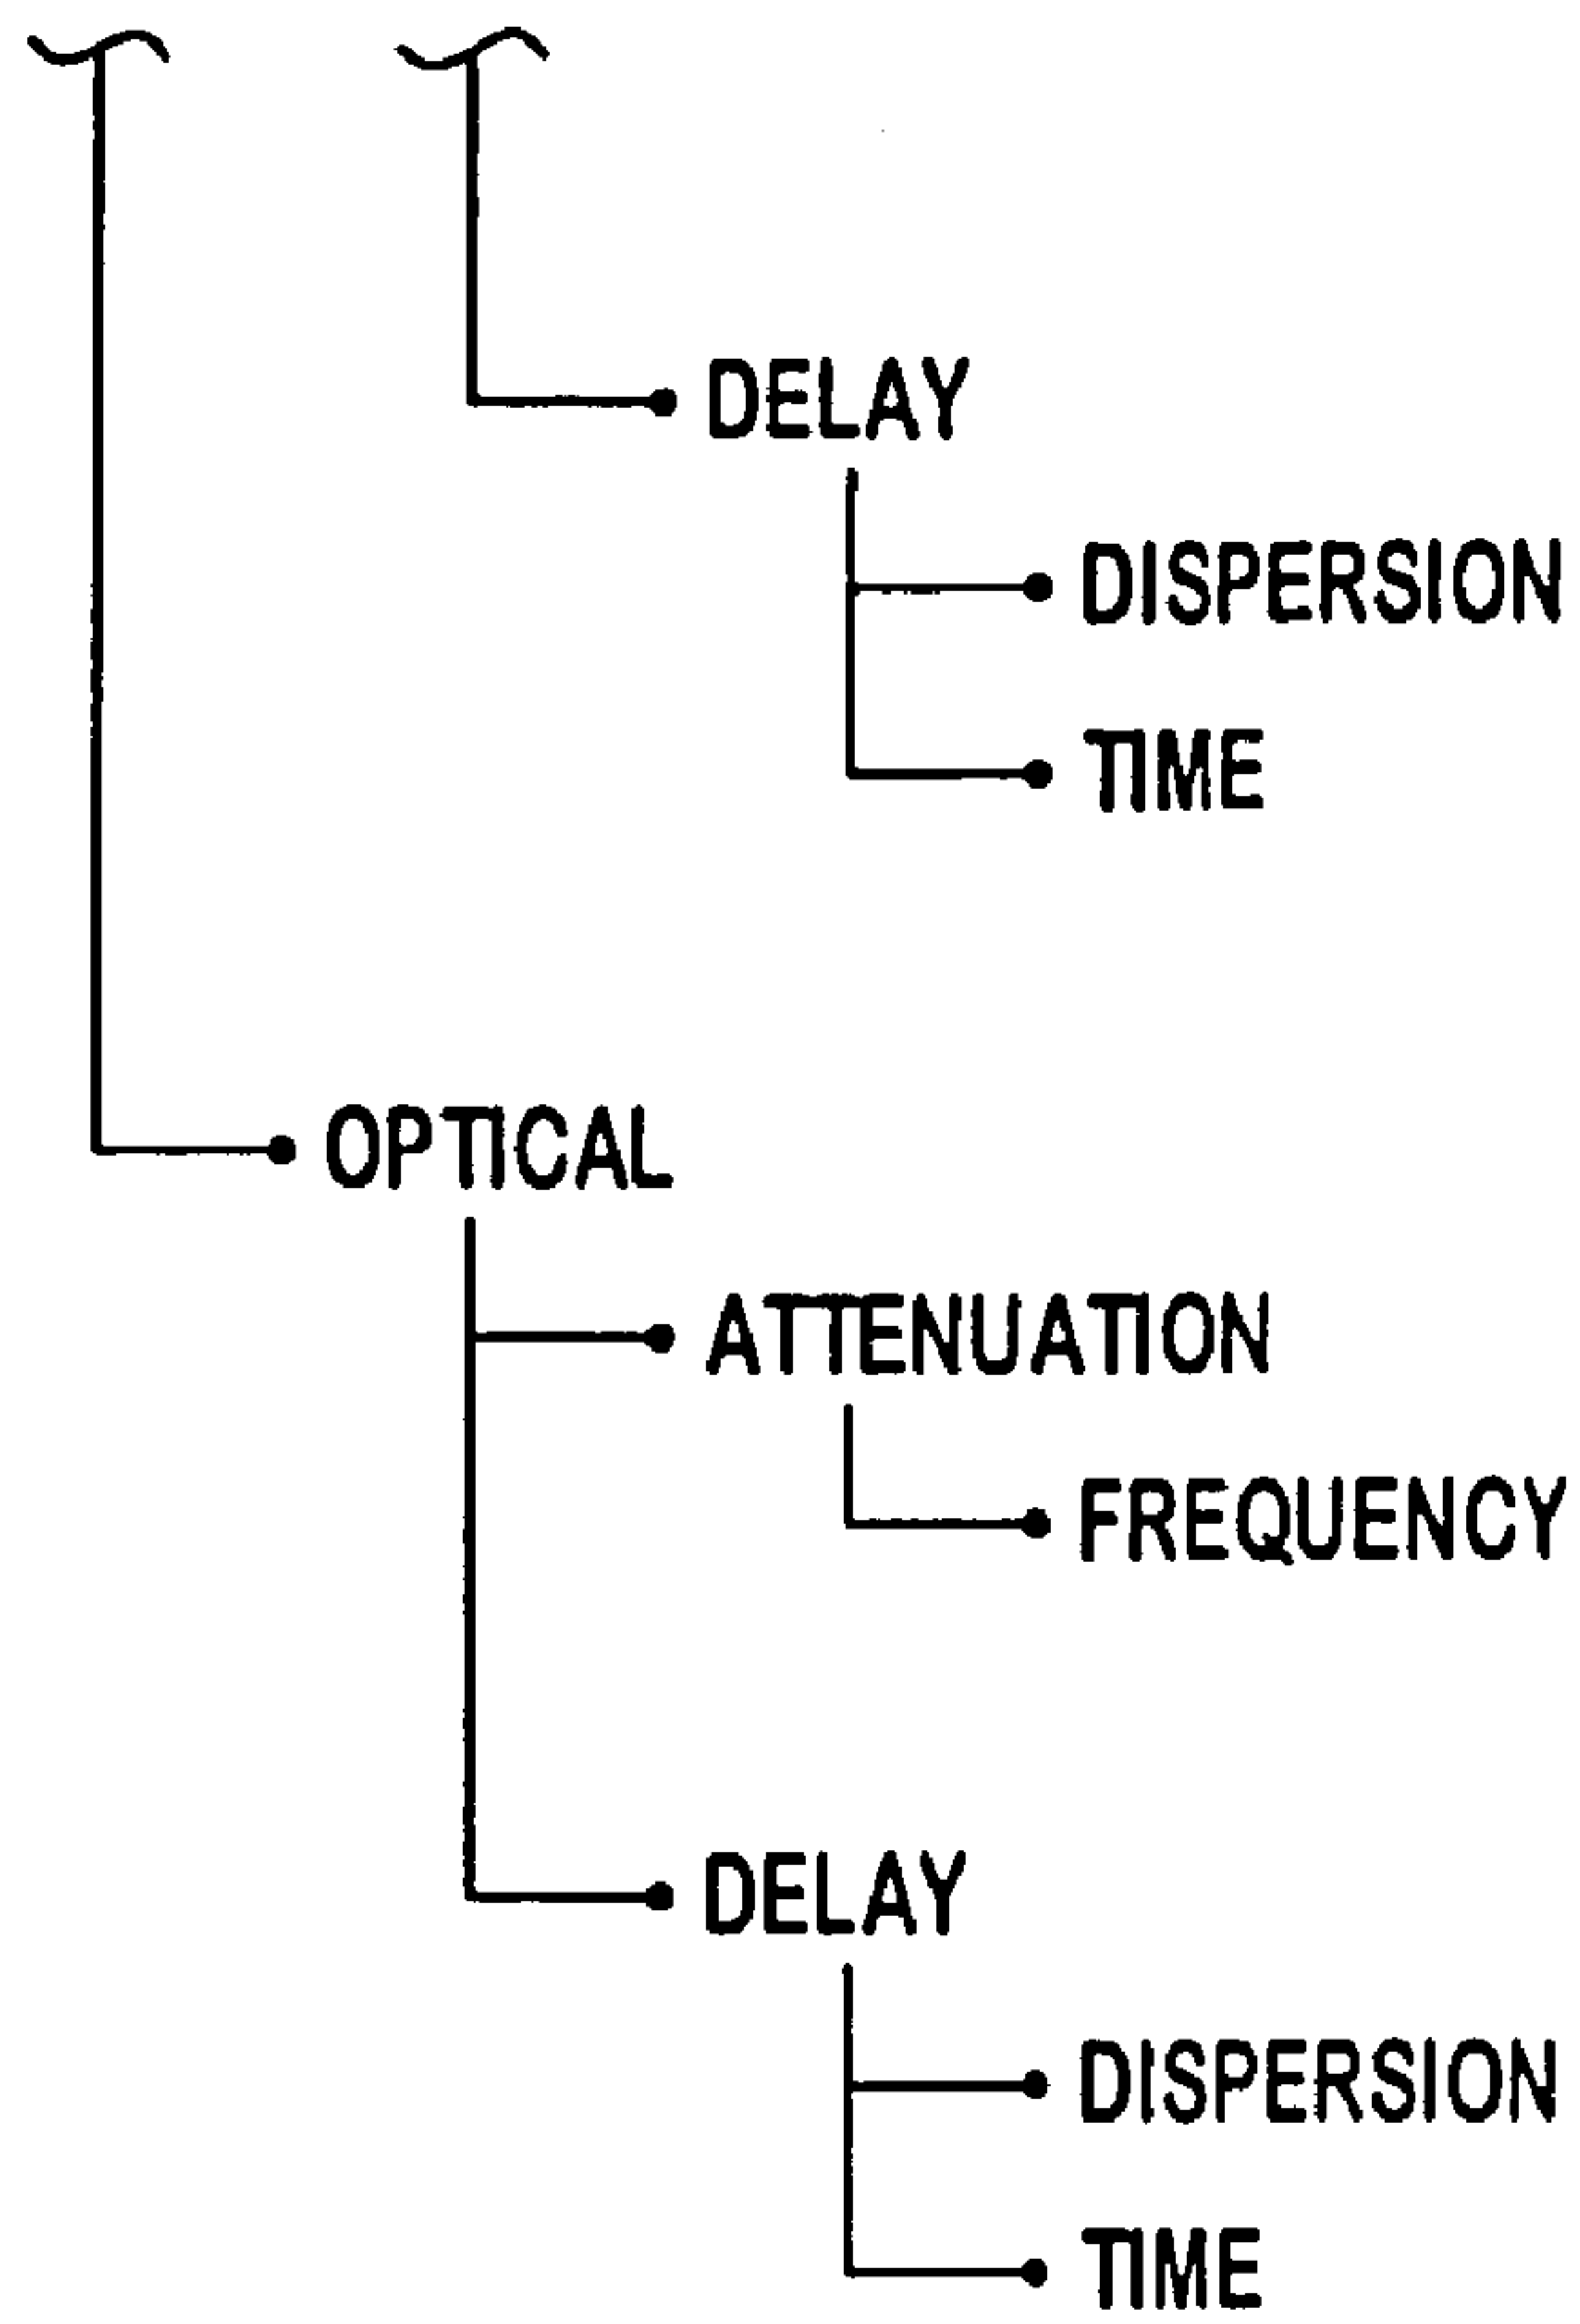 DELAY
DISPERSION
TIME
OPTICAL
ATTENUATION
FREQUENCY
DELAY
DISPERSION
TIME